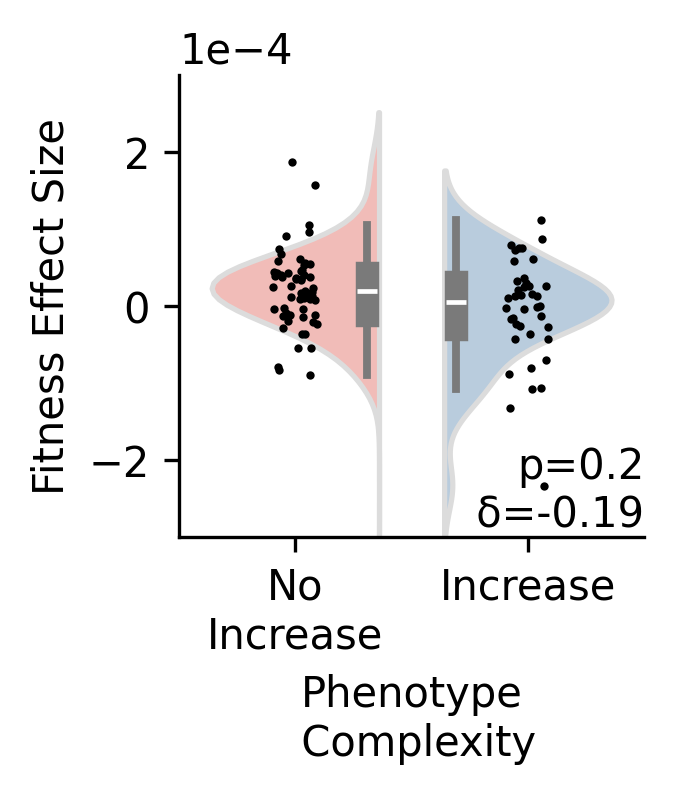 1e−4
Fitness Effect Size
2
0
−2
p=0.2
δ=-0.19
No
Increase
Increase
Phenotype
Complexity